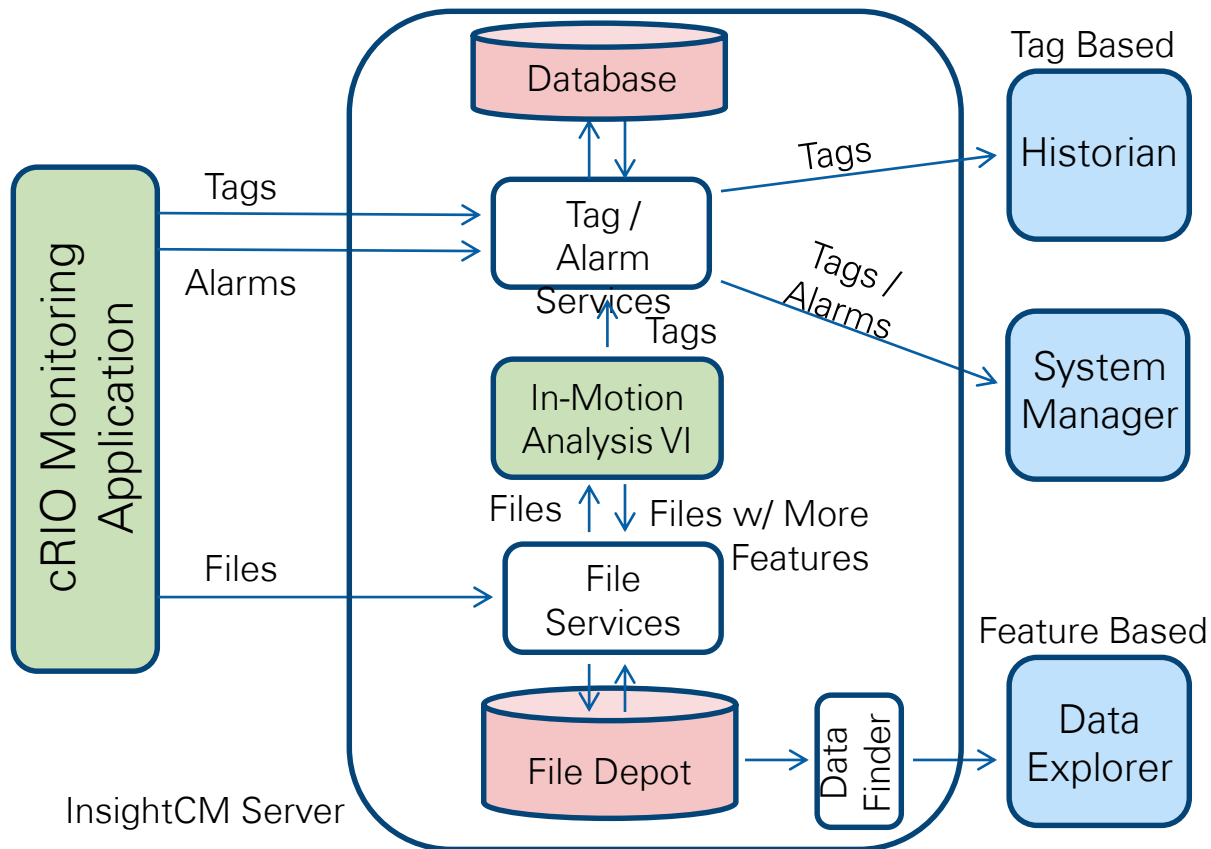 Database
Tag Based
Historian
Tags
Tags
Alarms
Tag /
Alarm
Services
Tags /
Alarms
Tags
cRIO Monitoring
Application
In-Motion
Analysis VI
System
Manager
Files
Files w/ More
Features
Files
File
Services
Feature Based
File Depot
Data
Finder
Data
Explorer
InsightCM Server